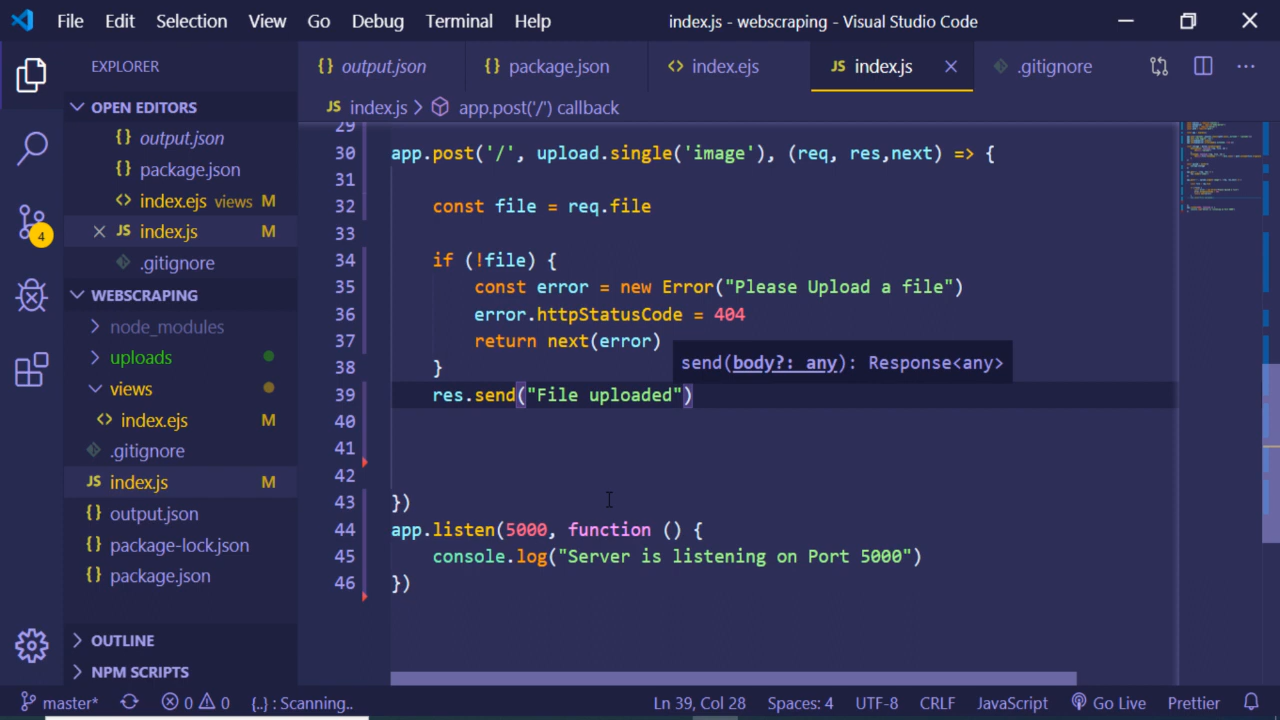 File Edit Selection View Go Debug Terminal Help index.js - webscraping - Visual Studio Code
EXPLORER
OPEN EDITORS
{} output.json
{} package.json
<> index.ejs views M
JS index.js M
.gitignore
WEBSCRAPING
node_modules
uploads
views
<> index.ejs M
.gitignore
JS index.js M
{} output.json
{} package-lock.json
{} package.json
OUTLINE
NPM SCRIPTS
4
{} output.json {} package.json <> index.ejs JS index.js .gitignore ...
JS index.js > app.post('/') callback
29
30 app.post('/', upload.single('image'), (req, res,next) => {
31
32 const file = req.file
33
34 if (!file) {
35 const error = new Error("Please Upload a file")
36 error.httpStatusCode = 404
37 return next(error)
38 }
send(body?: any): Response<any>
39 res.send("File uploaded")
40
41
42
43 })
44 app.listen(5000, function () {
45 console.log("Server is listening on Port 5000")
46 })
master* 0 0 {..} : Scanning.. Ln 39, Col 28 Spaces: 4 UTF-8 CRLF JavaScript Go Live Prettier